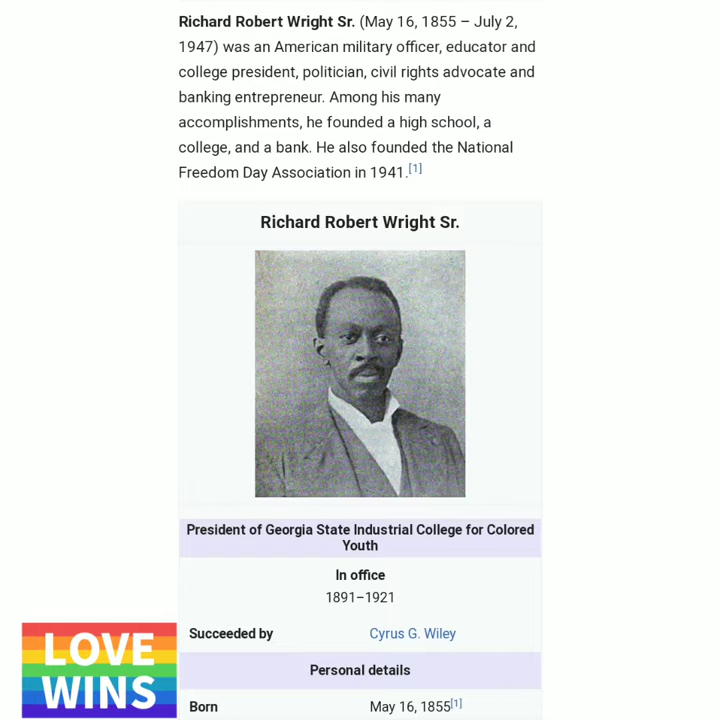 Richard Robert Wright Sr. (May 16, 1855 – July 2,
1947) was an American military officer, educator and
college president, politician, civil rights advocate and
banking entrepreneur. Among his many
accomplishments, he founded a high school, a
college, and a bank. He also founded the National
Freedom Day Association in 1941.[1]
Richard Robert Wright Sr.
President of Georgia State Industrial College for Colored
Youth
In office
1891–1921
Succeeded by Cyrus G. Wiley
Personal details
Born May 16, 1855[1]
LOVE
WINS